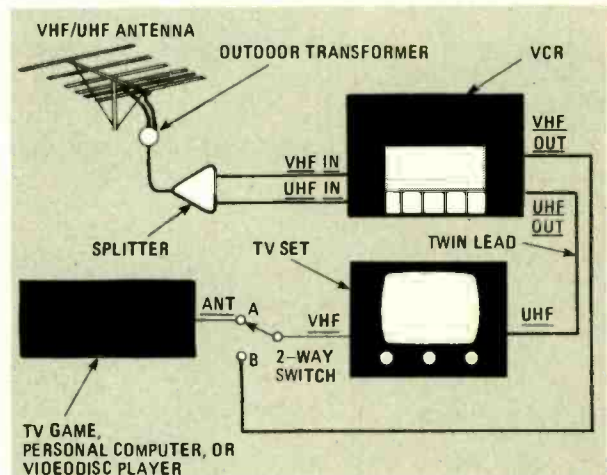 VHF/UHF ANTENNA
OUTDOOR TRANSFORMER
VCR
VHF
OUT
VHF IN
UHF IN
UHF
OUT
SPLITTER
TV SET
TWIN LEAD
ANT
A
VHF
UHF
B
2-WAY
SWITCH
TV GAME,
PERSONAL COMPUTER, OR
VIDEODISC PLAYER